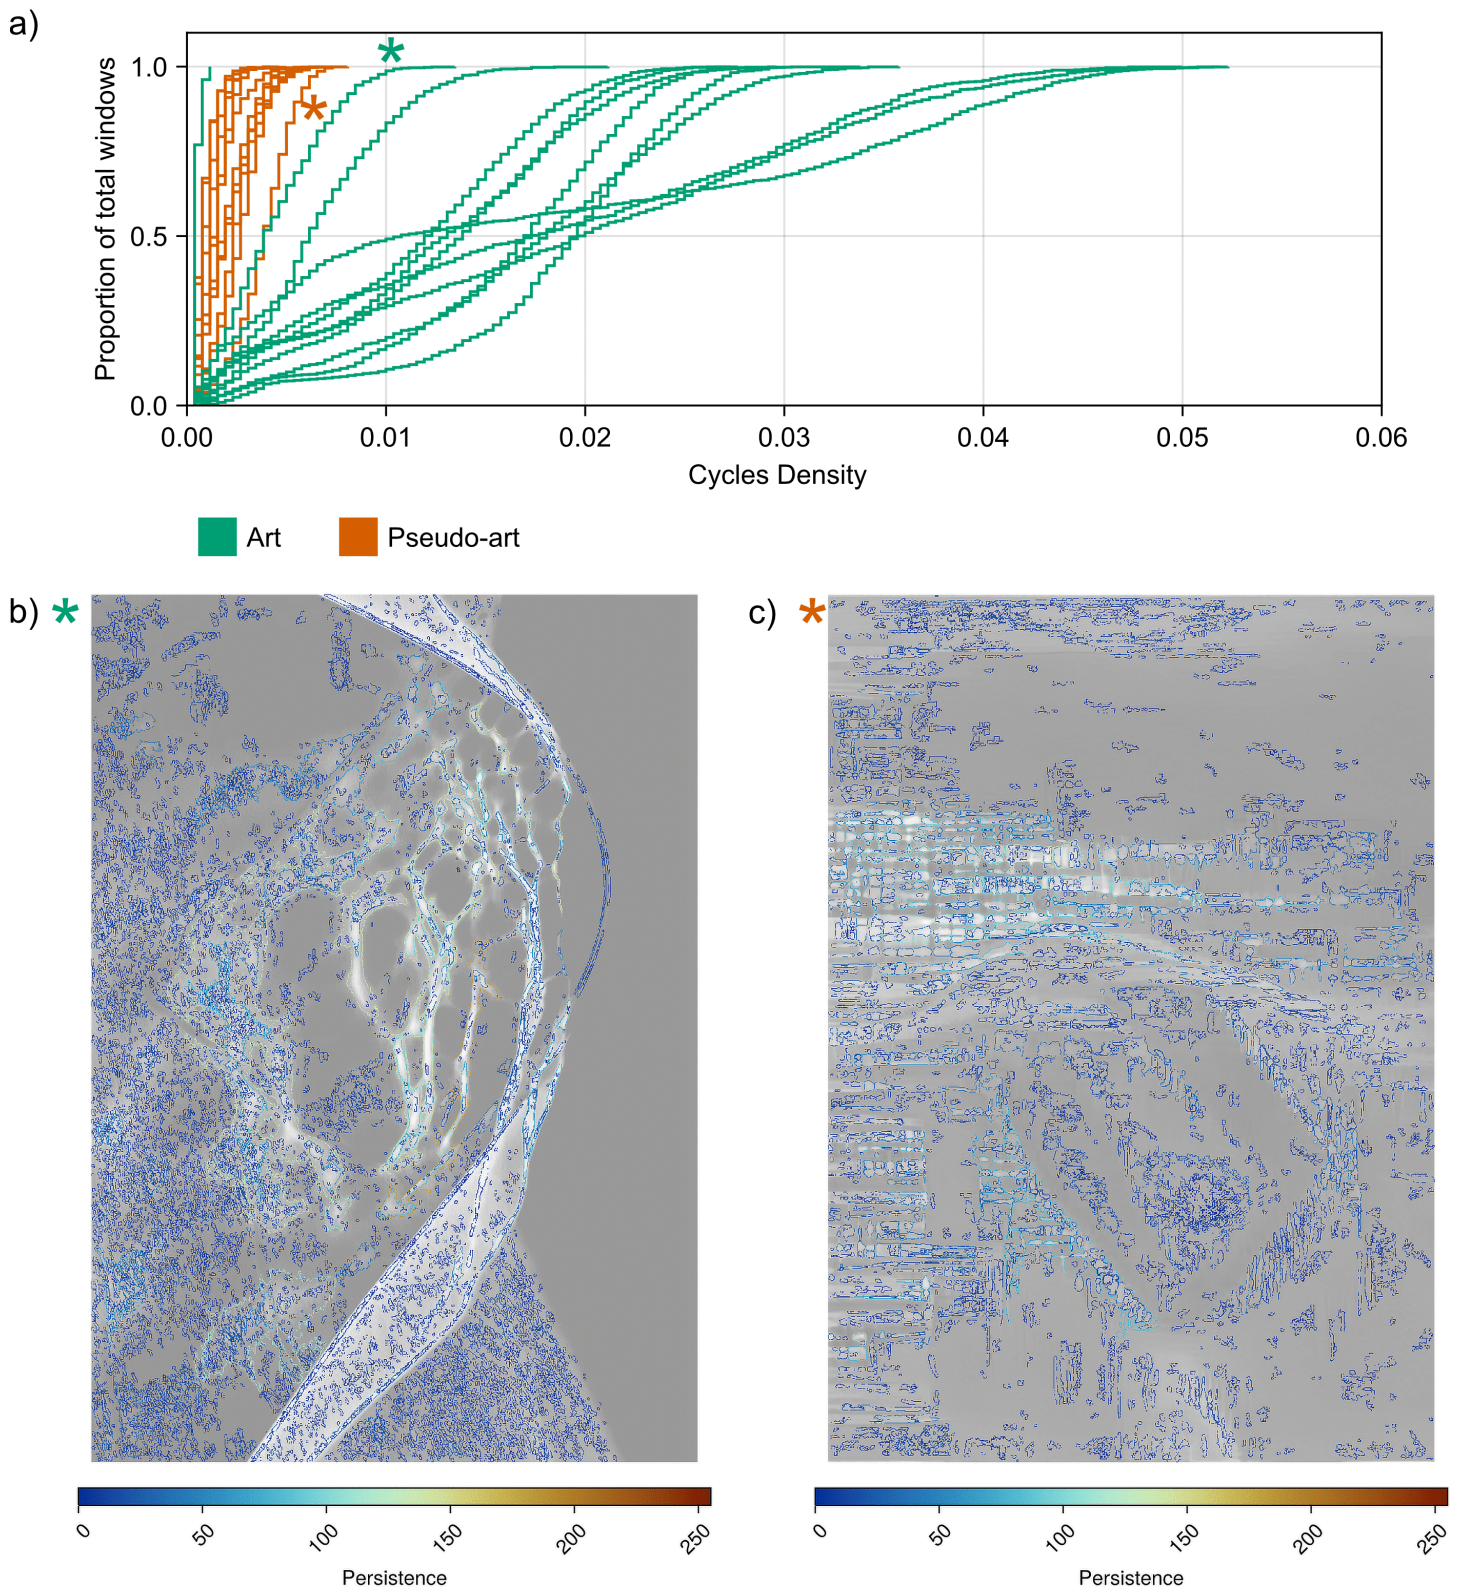 a)
Proportion of total windows
1.0
0.5
0.0
0.00 0.01 0.02 0.03 0.04 0.05 0.06
Cycles Density
Art Pseudo-art
b) * c) *
0 50 100 150 200 250 0 50 100 150 200 250
Persistence Persistence